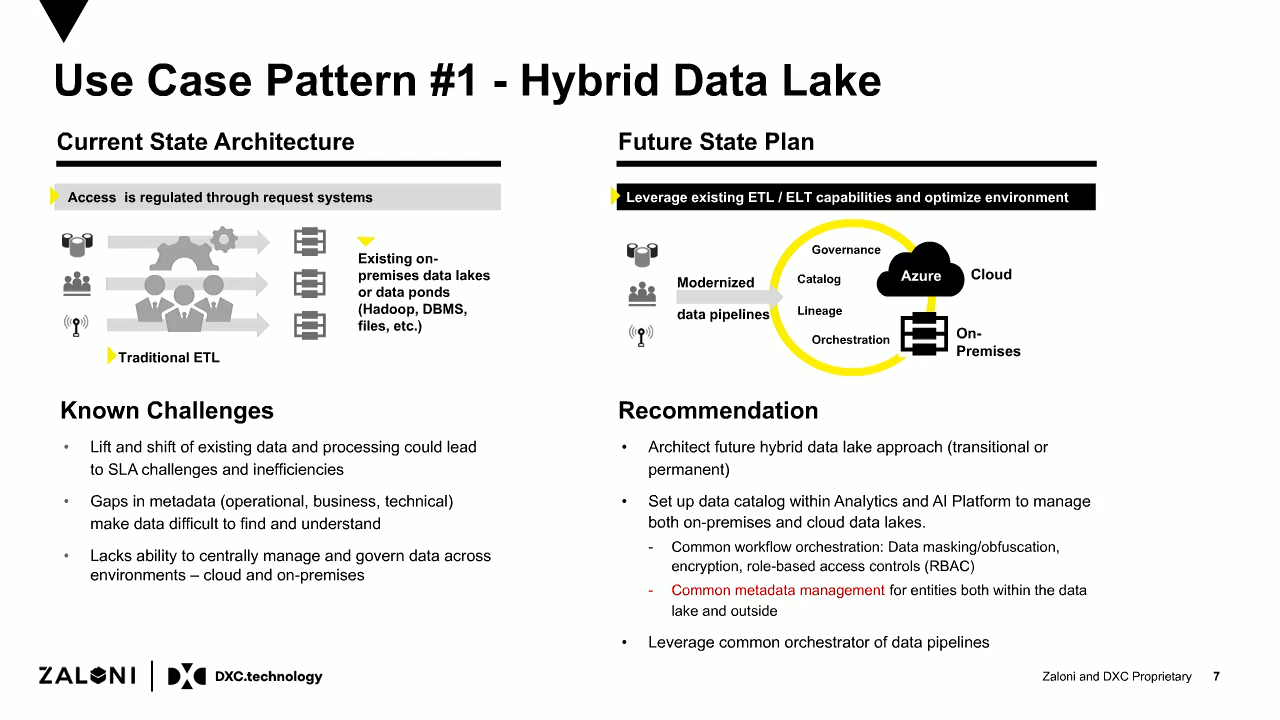 Use Case Pattern #1 - Hybrid Data Lake
Current State Architecture
Access is regulated through request systems
Existing on-
premises data lakes
or data ponds
(Hadoop, DBMS,
files, etc.)
Traditional ETL
Known Challenges
• Lift and shift of existing data and processing could lead
to SLA challenges and inefficiencies
• Gaps in metadata (operational, business, technical)
make data difficult to find and understand
• Lacks ability to centrally manage and govern data across
environments – cloud and on-premises
Future State Plan
Leverage existing ETL / ELT capabilities and optimize environment
Modernized
data pipelines
Governance
Catalog
Lineage
Orchestration
Azure
Cloud
On-
Premises
Recommendation
• Architect future hybrid data lake approach (transitional or
permanent)
• Set up data catalog within Analytics and AI Platform to manage
both on-premises and cloud data lakes.
- Common workflow orchestration: Data masking/obfuscation,
encryption, role-based access controls (RBAC)
- Common metadata management for entities both within the data
lake and outside
• Leverage common orchestrator of data pipelines
ZALONI
DXC.technology
Zaloni and DXC Proprietary 7